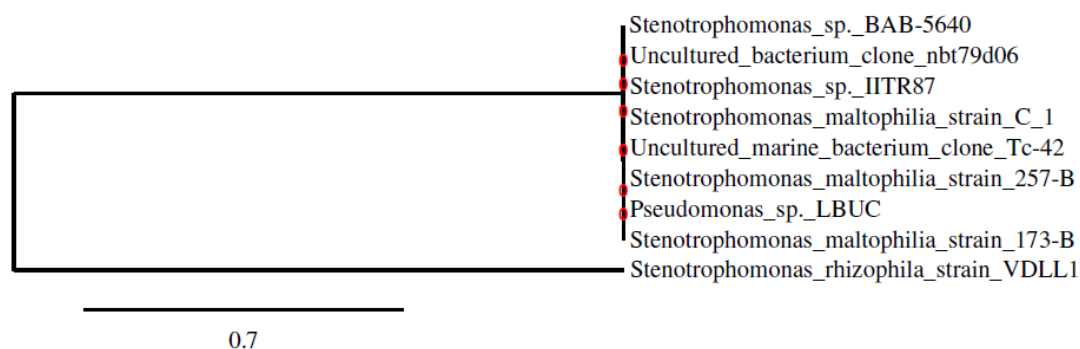 Stenotrophomonas_sp._BAB-5640
Uncultured_bacterium_clone_nbt79d06
Stenotrophomonas_sp._IITR87
Stenotrophomonas_maltophilia_strain_C_1
Uncultured_marine_bacterium_clone_Tc-42
Stenotrophomonas_maltophilia_strain_257-B
Pseudomonas_sp._LBUC
Stenotrophomonas_maltophilia_strain_173-B
Stenotrophomonas_rhizophila_strain_VDLL1
0.7